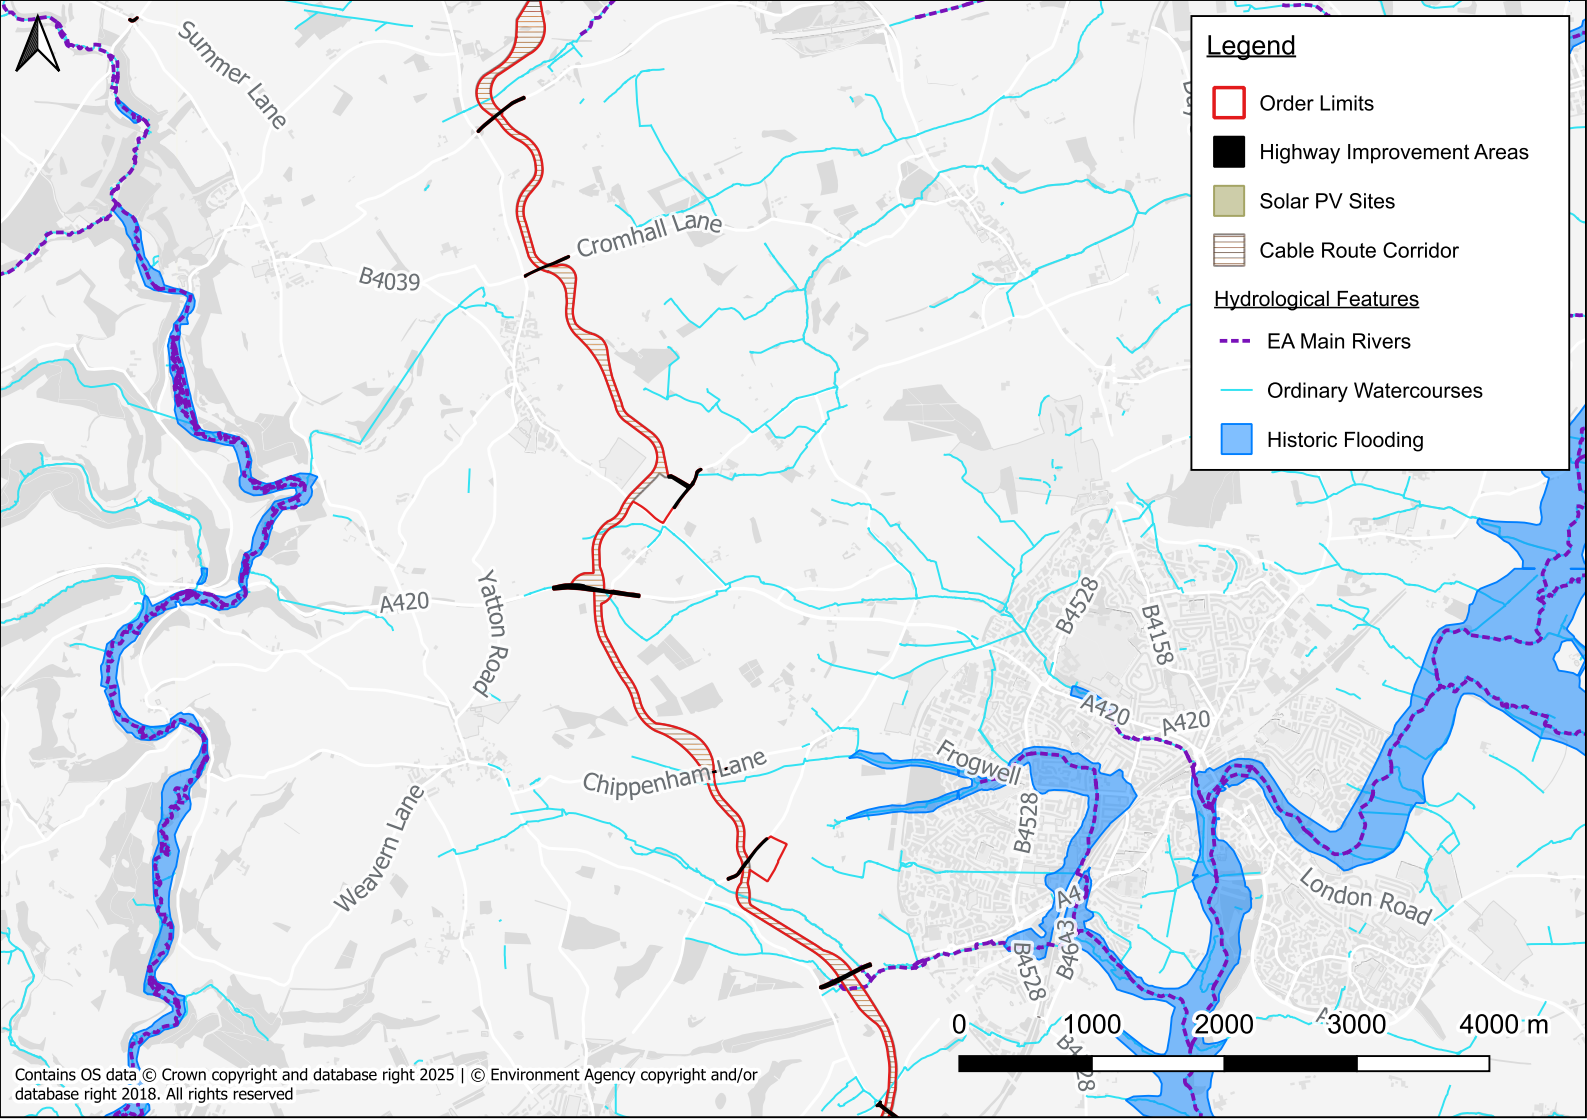 Legend
Order Limits
Highway Improvement Areas
Solar PV Sites
Cable Route Corridor
Hydrological Features
EA Main Rivers
Ordinary Watercourses
Historic Flooding
Summer Lane
Cromhall Lane
B4039
A420
Yatton Road
B4528
B4158
A420
A420
Chippenham Lane
Frogwell
B4528
Weavern Lane
A4
London Road
B4643
B4528
0 1000 2000 3000 4000 m
Contains OS data © Crown copyright and database right 2025 | © Environment Agency copyright and/or
database right 2018. All rights reserved